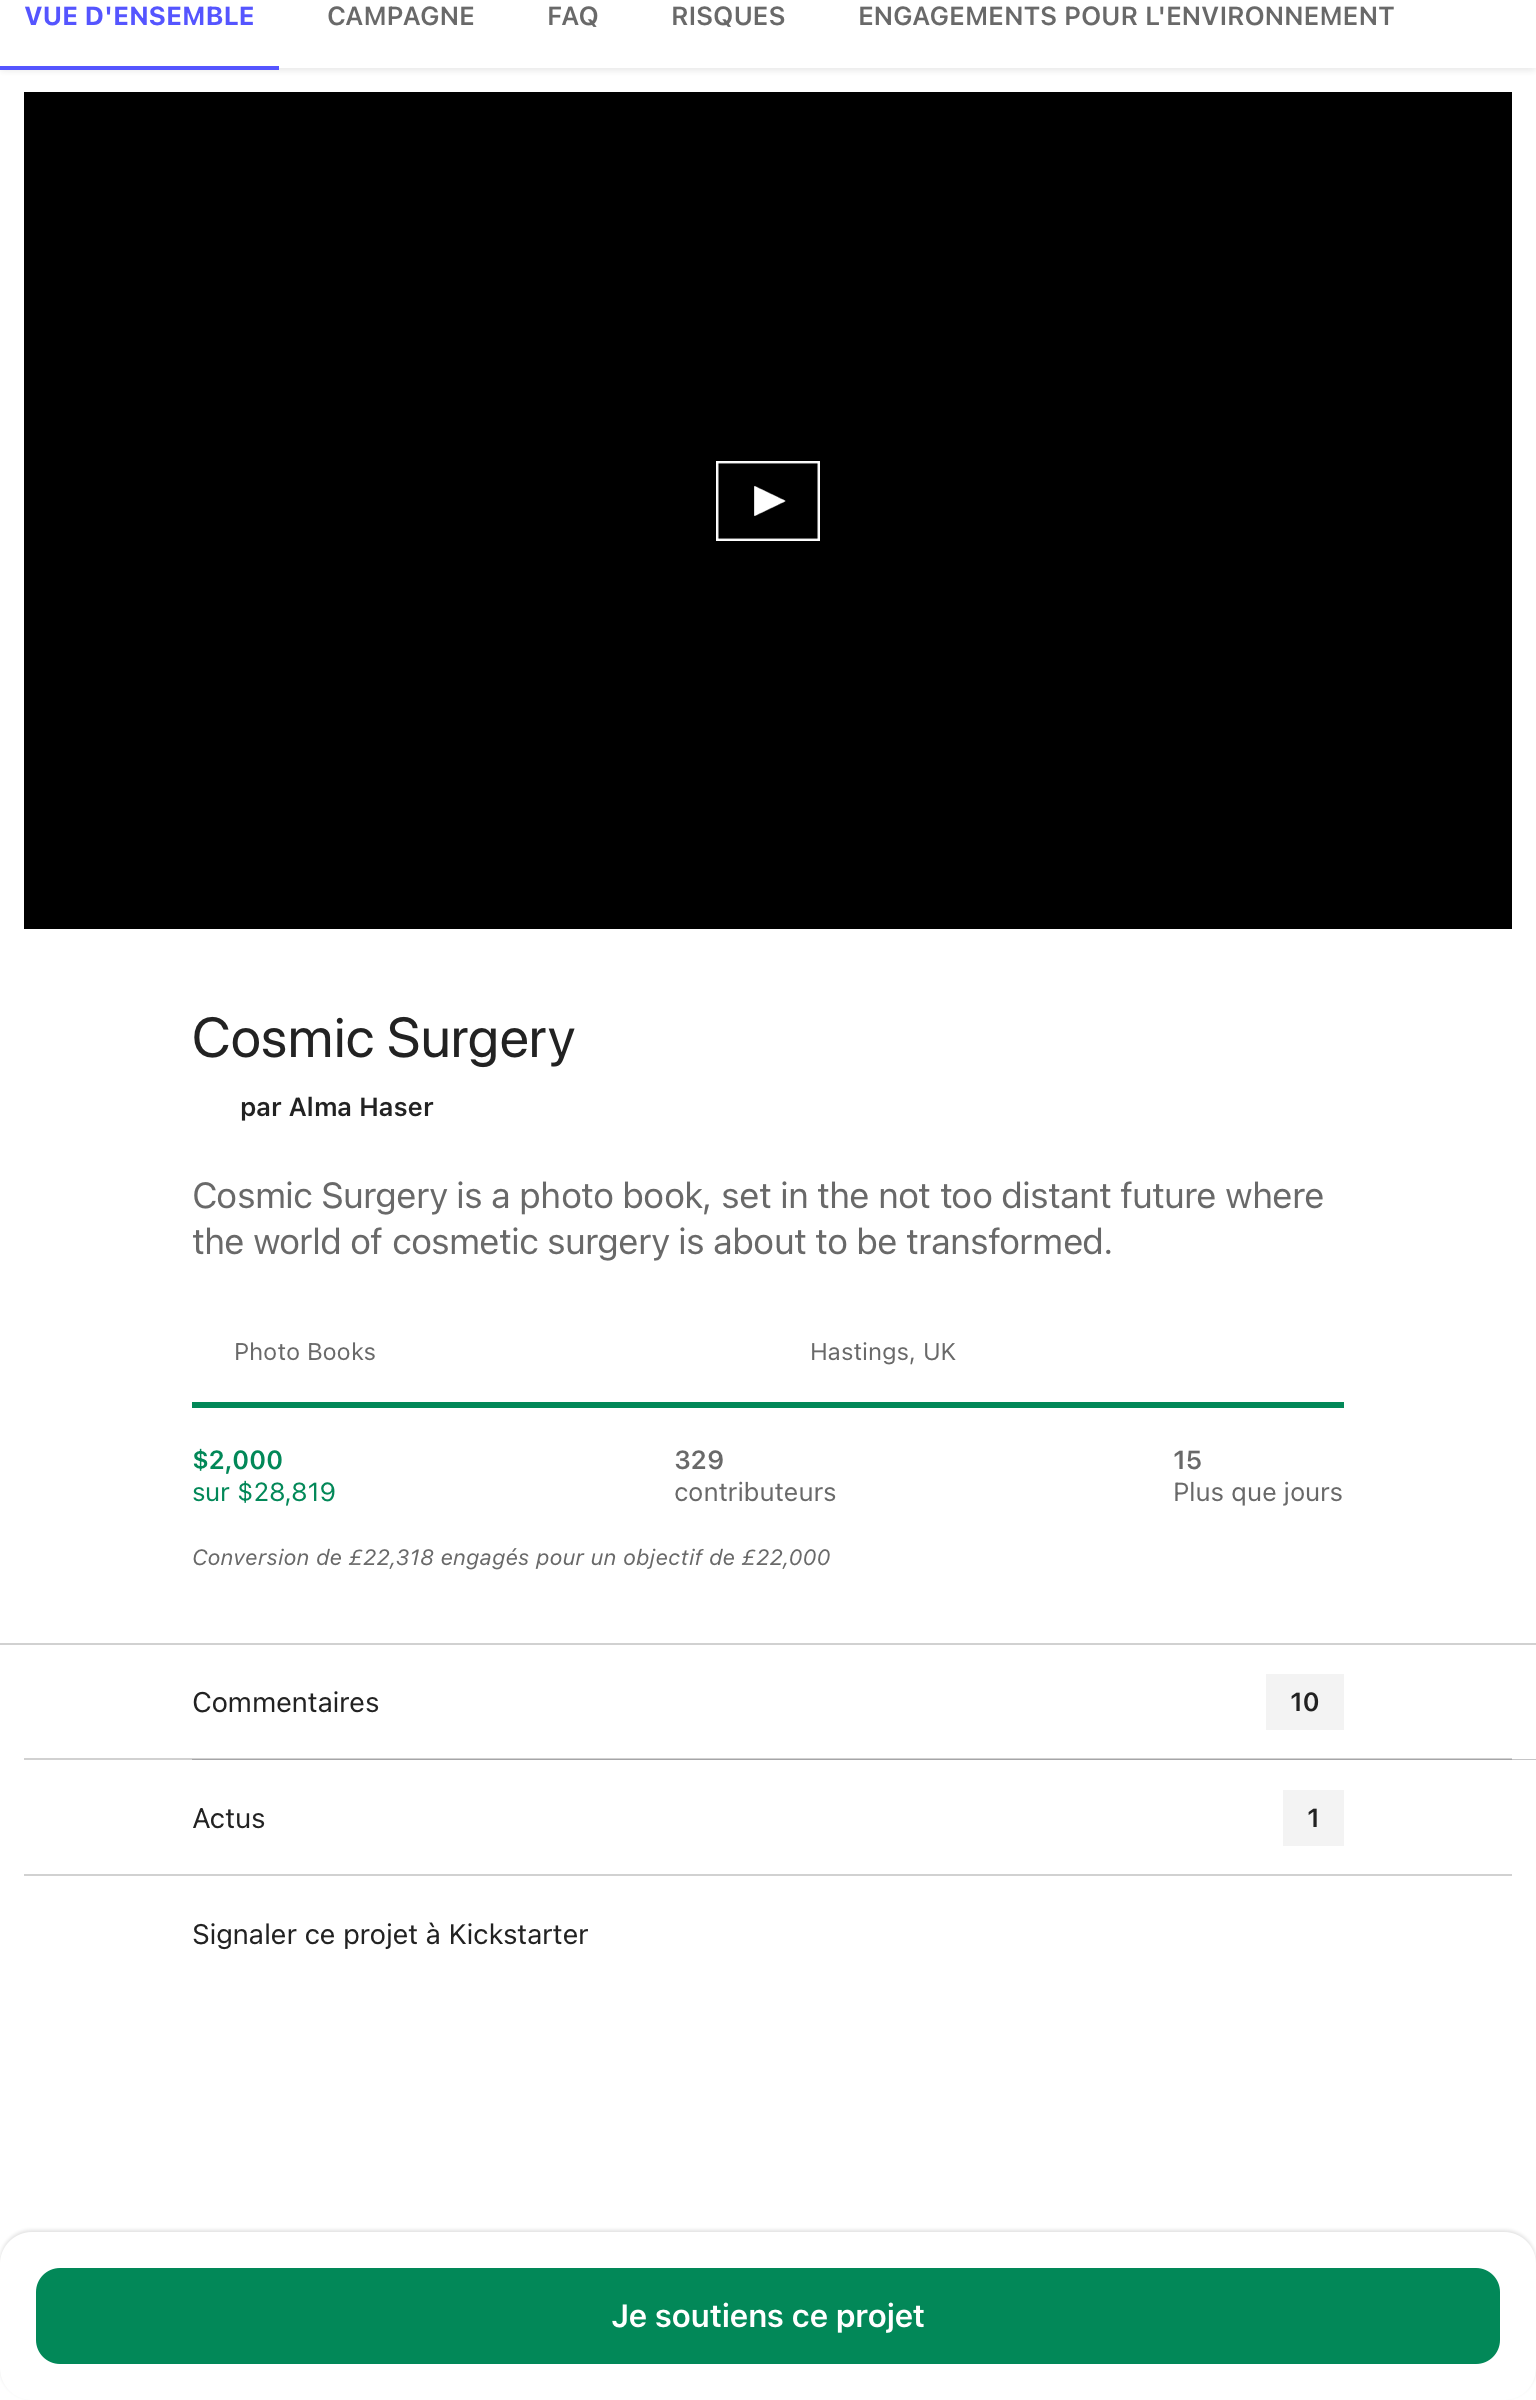 VUE D'ENSEMBLE CAMPAGNE FAQ RISQUES ENGAGEMENTS POUR L'ENVIRONNEMENT
Cosmic Surgery
par Alma Haser
Cosmic Surgery is a photo book, set in the not too distant future where
the world of cosmetic surgery is about to be transformed.
Photo Books Hastings, UK
$2,000 329 15
sur $28,819 contributeurs Plus que jours
Conversion de £22,318 engagés pour un objectif de £22,000
Commentaires 10
Actus 1
Signaler ce projet à Kickstarter
Je soutiens ce projet